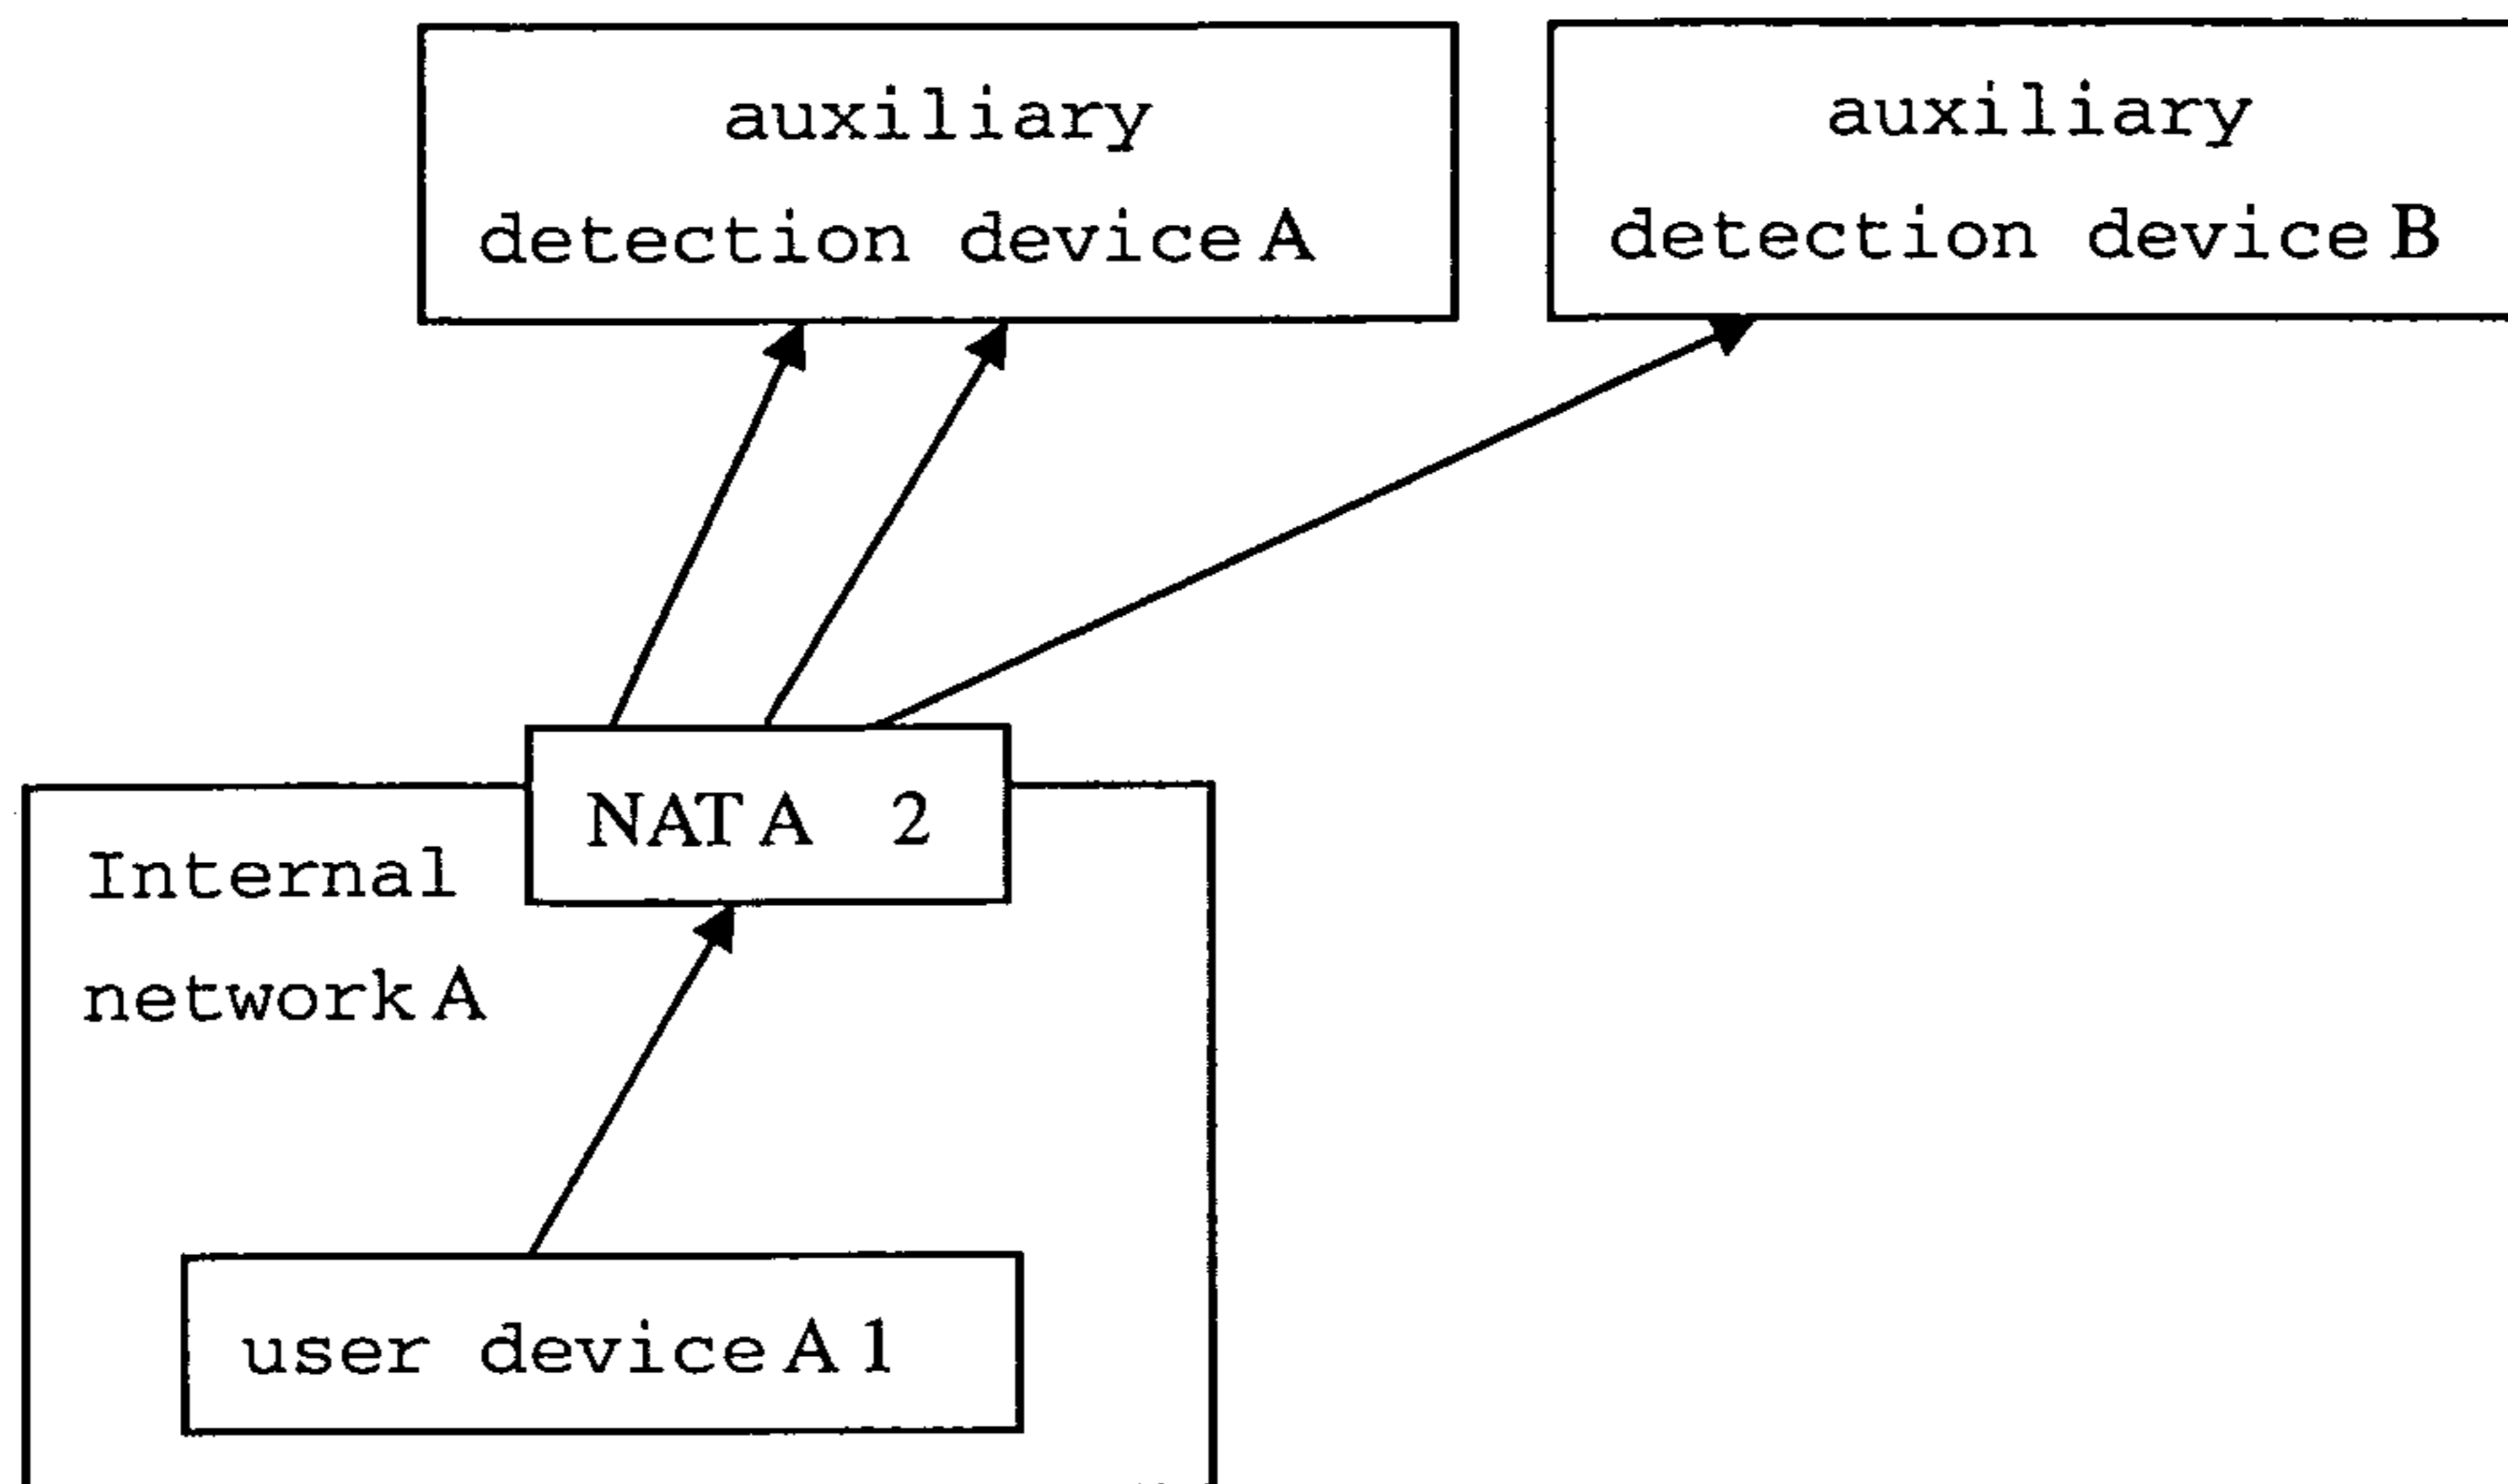 auxiliary
detection device A
auxiliary
detection device B
NAT A 2
Internal
network A
user device A 1